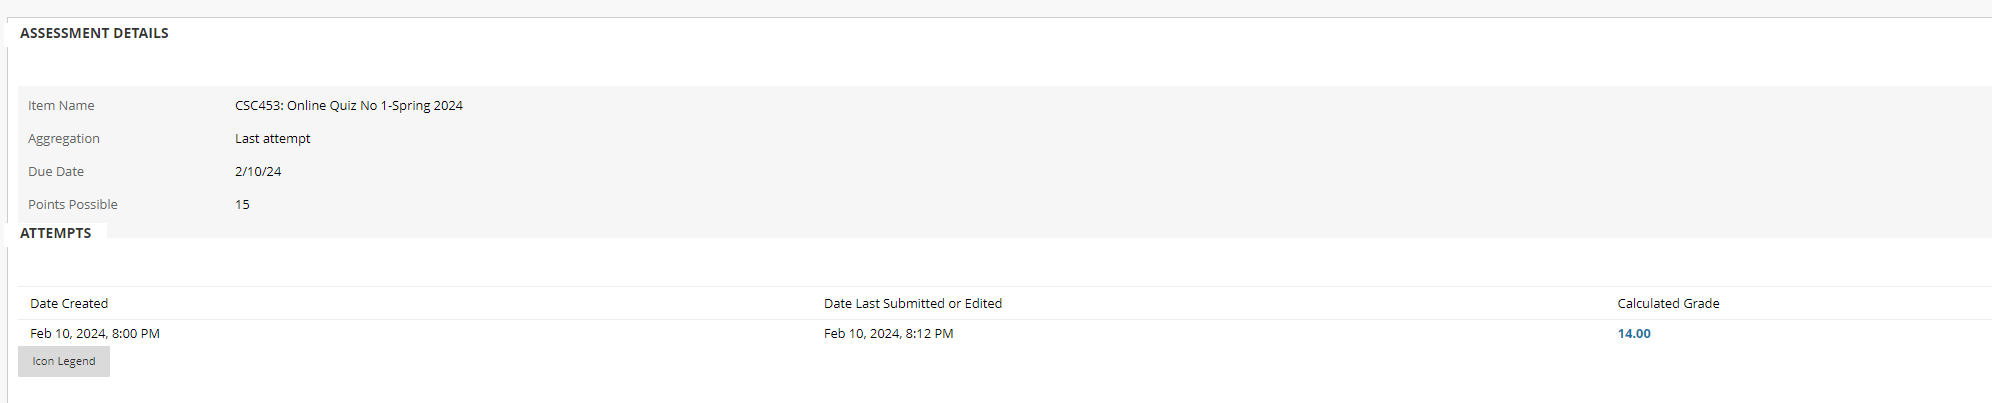 ASSESSMENT DETAILS
Item Name CSC453: Online Quiz No 1-Spring 2024
Aggregation Last attempt
Due Date 2/10/24
Points Possible 15
ATTEMPTS
Date Created Date Last Submitted or Edited Calculated Grade
Feb 10, 2024, 8:00 PM Feb 10, 2024, 8:12 PM 14.00
Icon Legend